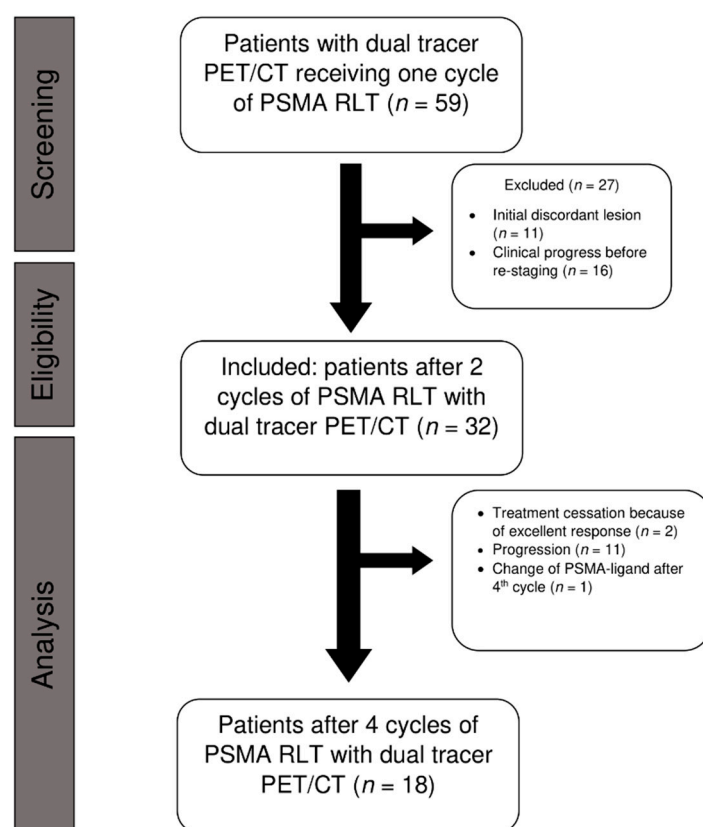 Screening
Patients with dual tracer
PET/CT receiving one cycle
of PSMA RLT (n = 59)
Excluded (n = 27)
• Initial discordant lesion
(n = 11)
• Clinical progress before
re-staging (n = 16)
Eligibility
Included: patients after 2
cycles of PSMA RLT with
dual tracer PET/CT (n = 32)
Analysis
• Treatment cessation because
of excellent response (n = 2)
• Progression (n = 11)
• Change of PSMA-ligand after
4th cycle (n = 1)
Patients after 4 cycles of
PSMA RLT with dual tracer
PET/CT (n = 18)